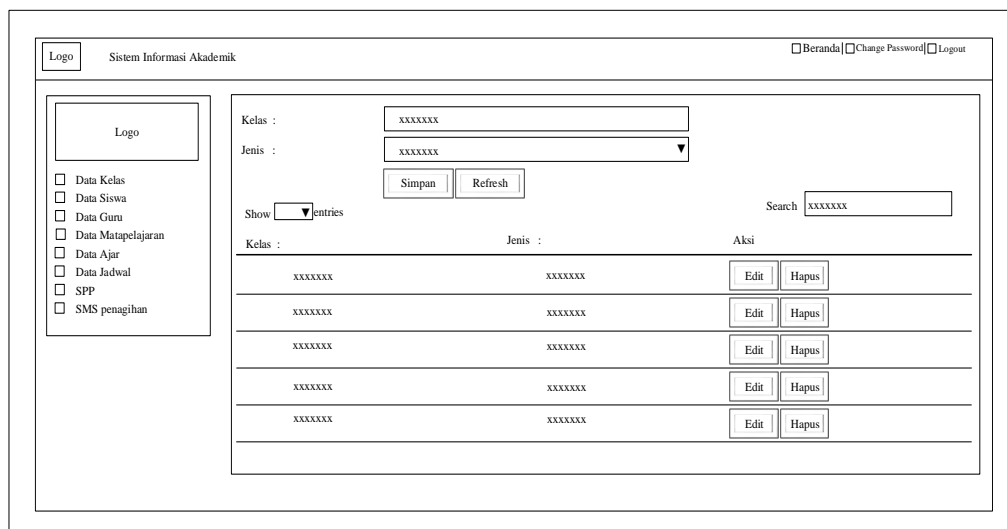 Logo Sistem Informasi Akademik
Beranda Change Password Logout
Logo
Data Kelas
Data Siswa
Data Guru
Data Matapelajaran
Data Ajar
Data Jadwal
SPP
SMS penagihan
Kelas : xxxxxxx
Jenis : xxxxxxx
Simpan Refresh
Show entries
Search xxxxxxx
Kelas : Jenis : Aksi
xxxxxxx xxxxxxx Edit Hapus
xxxxxxx xxxxxxx Edit Hapus
xxxxxxx xxxxxxx Edit Hapus
xxxxxxx xxxxxxx Edit Hapus
xxxxxxx xxxxxxx Edit Hapus